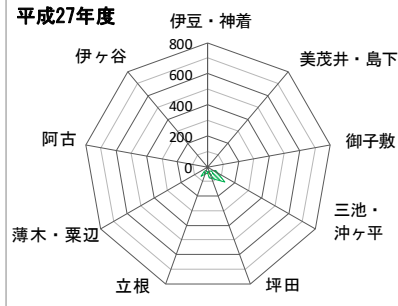 平成27年度
伊豆・神着
800
600
400
200
0
美茂井・島下
御子敷
三池・
沖ヶ平
坪田
立根
薄木・粟辺
阿古
伊ヶ谷